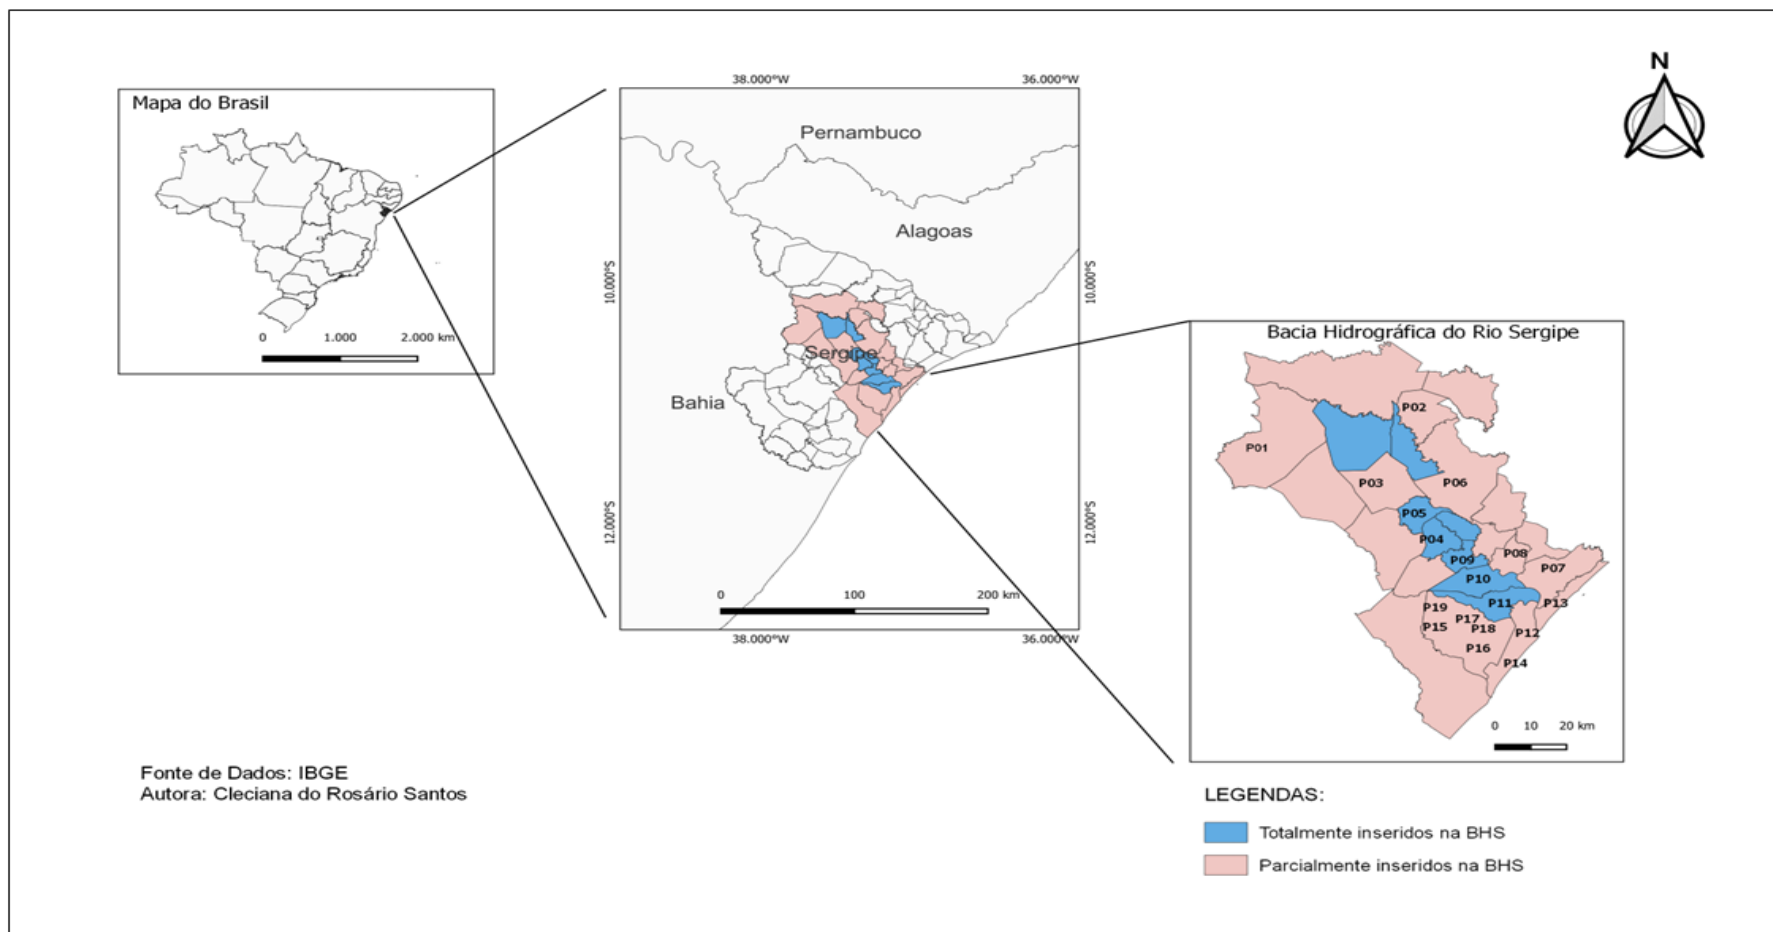 N
Mapa do Brasil
0 1.000 2.000 km
38.000°W 36.000°W
Pernambuco
Alagoas
10.000°S 10.000°S
Sergipe
Bahia
12.000°S 12.000°S
0 100 200 km
38.000°W 36.000°W
Bacia Hidrográfica do Rio Sergipe
P02
P01
P03
P06
P05
P04
P08
P09
P07
P10
P11
P13
P19
P17
P15
P18
P12
P16
P14
0 10 20 km
Fonte de Dados: IBGE
Autora: Cleciana do Rosário Santos
LEGENDAS:
Totalmente inseridos na BHS
Parcialmente inseridos na BHS